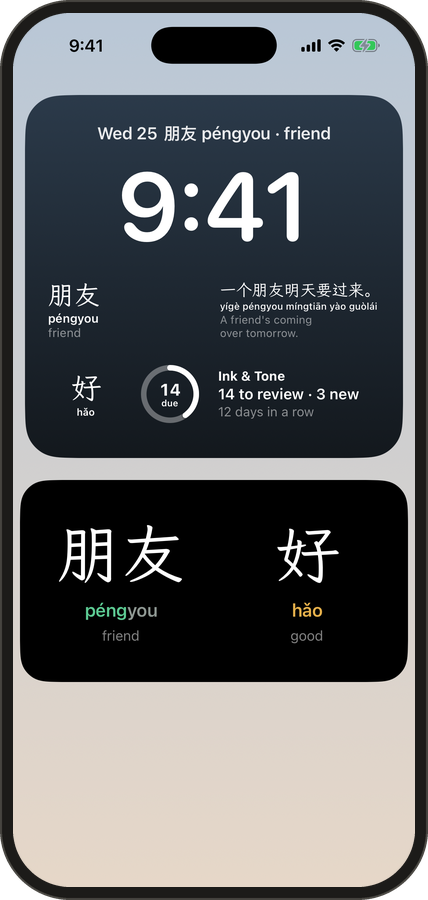 9:41
Wed 25 朋友 péngyou · friend
9:41
朋友
péngyou
friend
一个朋友明天要过来。
yígè péngyou míngtiān yào guòlái
A friend's coming
over tomorrow.
好
hǎo
14
due
Ink & Tone
14 to review · 3 new
12 days in a row
朋友
péngyou
friend
好
hǎo
good